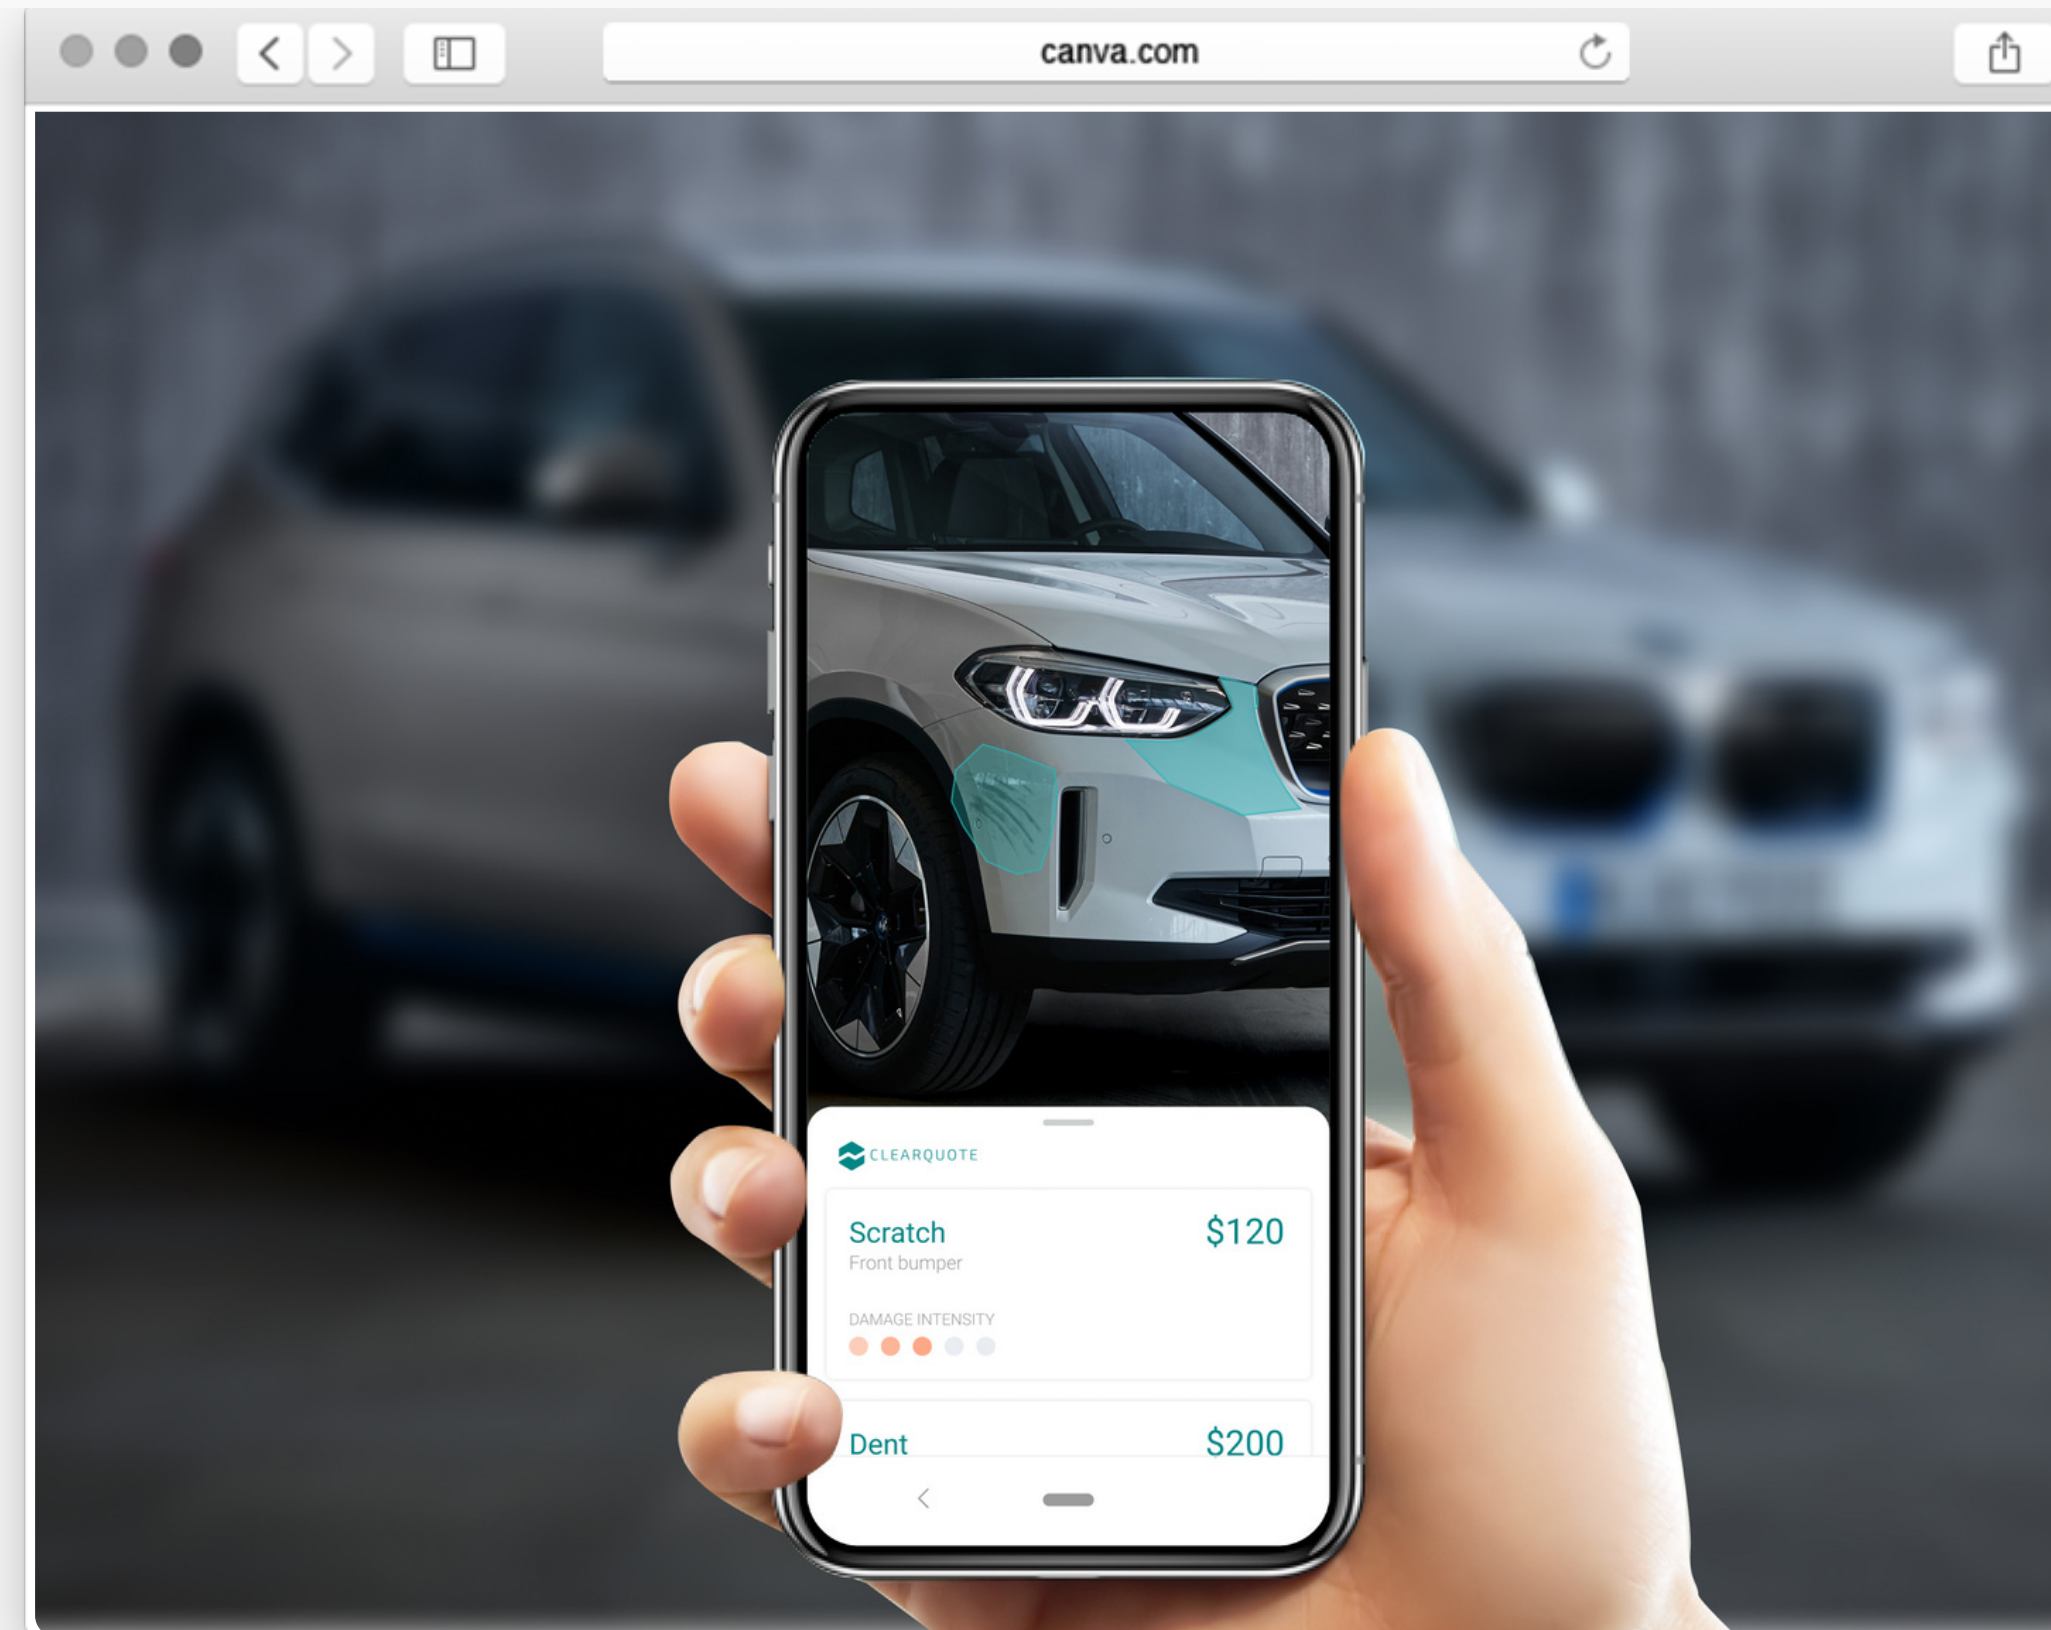 canva.com
CLEARQUOTE
Scratch $120
Front bumper
DAMAGE INTENSITY
Dent $200